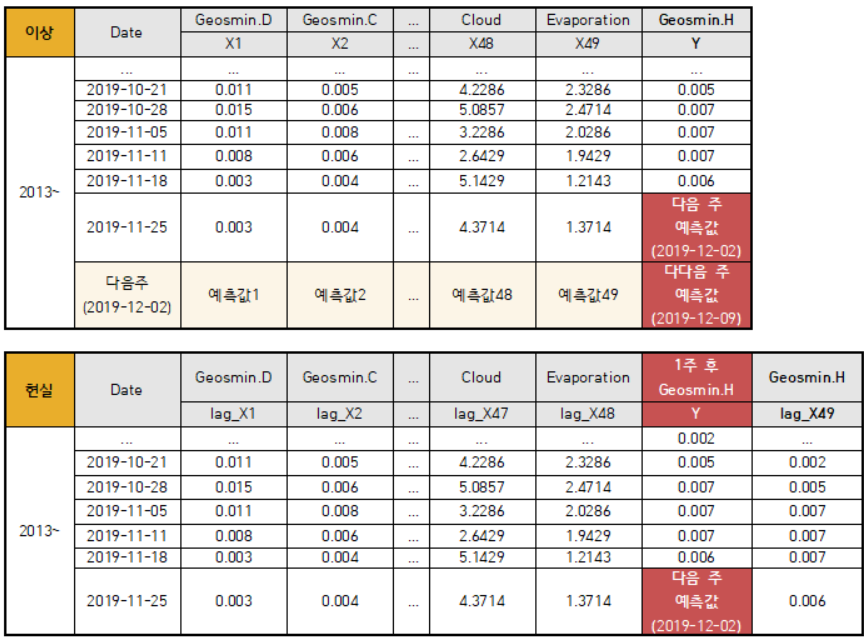 이상 Date Geosmin.D Geosmin.C ... Cloud Evaporation Geosmin.H
X1 X2 ... X48 X49 Y
2013~ ... ... ... ... ... ... ...
2019-10-21 0.011 0.005 4.2286 2.3286 0.005
2019-10-28 0.015 0.006 5.0857 2.4714 0.007
2019-11-05 0.011 0.008 ... 3.2286 2.0286 0.007
2019-11-11 0.008 0.006 ... 2.6429 1.9429 0.007
2019-11-18 0.003 0.004 ... 5.1429 1.2143 0.006
2019-11-25 0.003 0.004 ... 4.3714 1.3714 다음 주
예측값
(2019-12-02)
다음주
(2019-12-02)
예측값1 예측값2 ... 예측값48 예측값49 다다음 주
예측값
(2019-12-09)
현실 Date Geosmin.D Geosmin.C ... Cloud Evaporation 1주 후
Geosmin.H
Geosmin.H
lag_X1 lag_X2 ... lag_X47 lag_X48 Y lag_X49
2013~ ... ... ... ... ... ... 0.002 ...
2019-10-21 0.011 0.005 ... 4.2286 2.3286 0.005 0.002
2019-10-28 0.015 0.006 ... 5.0857 2.4714 0.007 0.005
2019-11-05 0.011 0.008 ... 3.2286 2.0286 0.007 0.007
2019-11-11 0.008 0.006 ... 2.6429 1.9429 0.007 0.007
2019-11-18 0.003 0.004 ... 5.1429 1.2143 0.006 0.007
2019-11-25 0.003 0.004 ... 4.3714 1.3714 다음 주
예측값
(2019-12-02)
0.006